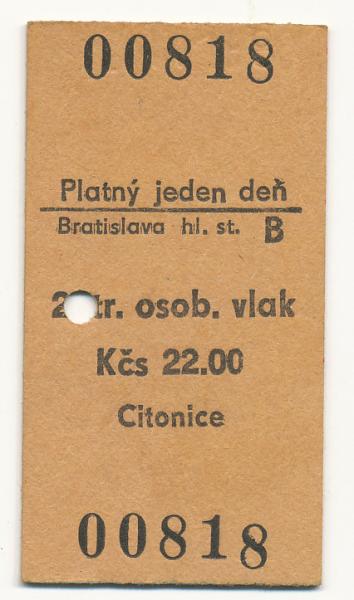 00818
Platný jeden deň
Bratislava hl. st. B
2 tr. osob. vlak
Kčs 22.00
Citonice
00818